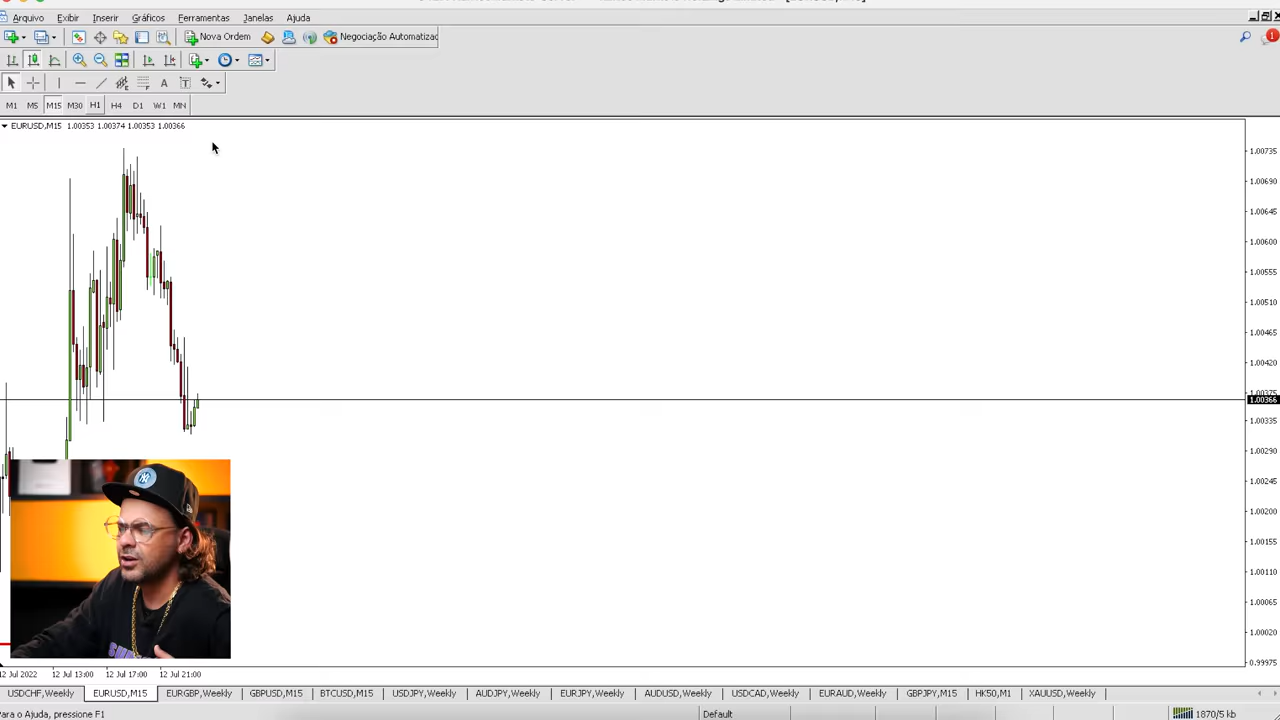 Arquivo Exibir Inserir Gráficos Ferramentas Janelas Ajuda
Nova Ordem Negociação Automatizac
1
A T
M1 M5 M15 M30 H1 H4 D1 W1 MN
EURUSD,M15 1.00353 1.00374 1.00353 1.00366
1.00735
1.00690
1.00645
1.00600
1.00555
1.00510
1.00465
1.00420
1.00375
1.00366
1.00335
1.00290
1.00245
1.00200
1.00155
1.00110
1.00065
1.00020
0.99975
12 Jul 2022 12 Jul 13:00 12 Jul 17:00 12 Jul 21:00
USDCHF,Weekly EURUSD,M15 EURGBP,Weekly GBPUSD,M15 BTCUSD,M15 USDJPY,Weekly AUDJPY,Weekly EURJPY,Weekly AUDUSD,Weekly USDCAD,Weekly EURAUD,Weekly GBPJPY,M15 HK50,M1 XAUUSD,Weekly
Para o Ajuda, pressione F1 Default 1870/5 kb